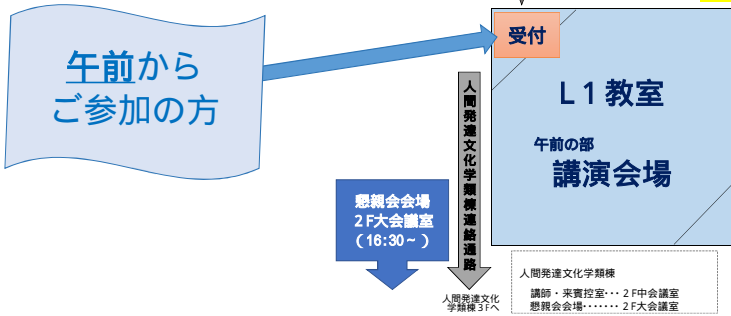 午前から
ご参加の方
受付
L1教室
午前の部
講演会場
人間発達文化学類棟連絡通路
懇親会会場
2F大会議室
(16:30~)
人間発達文化
学類棟3Fへ
人間発達文化学類棟
講師・来賓控室‥・2F中会議室
懇親会会場‥‥・・・2F大会議室